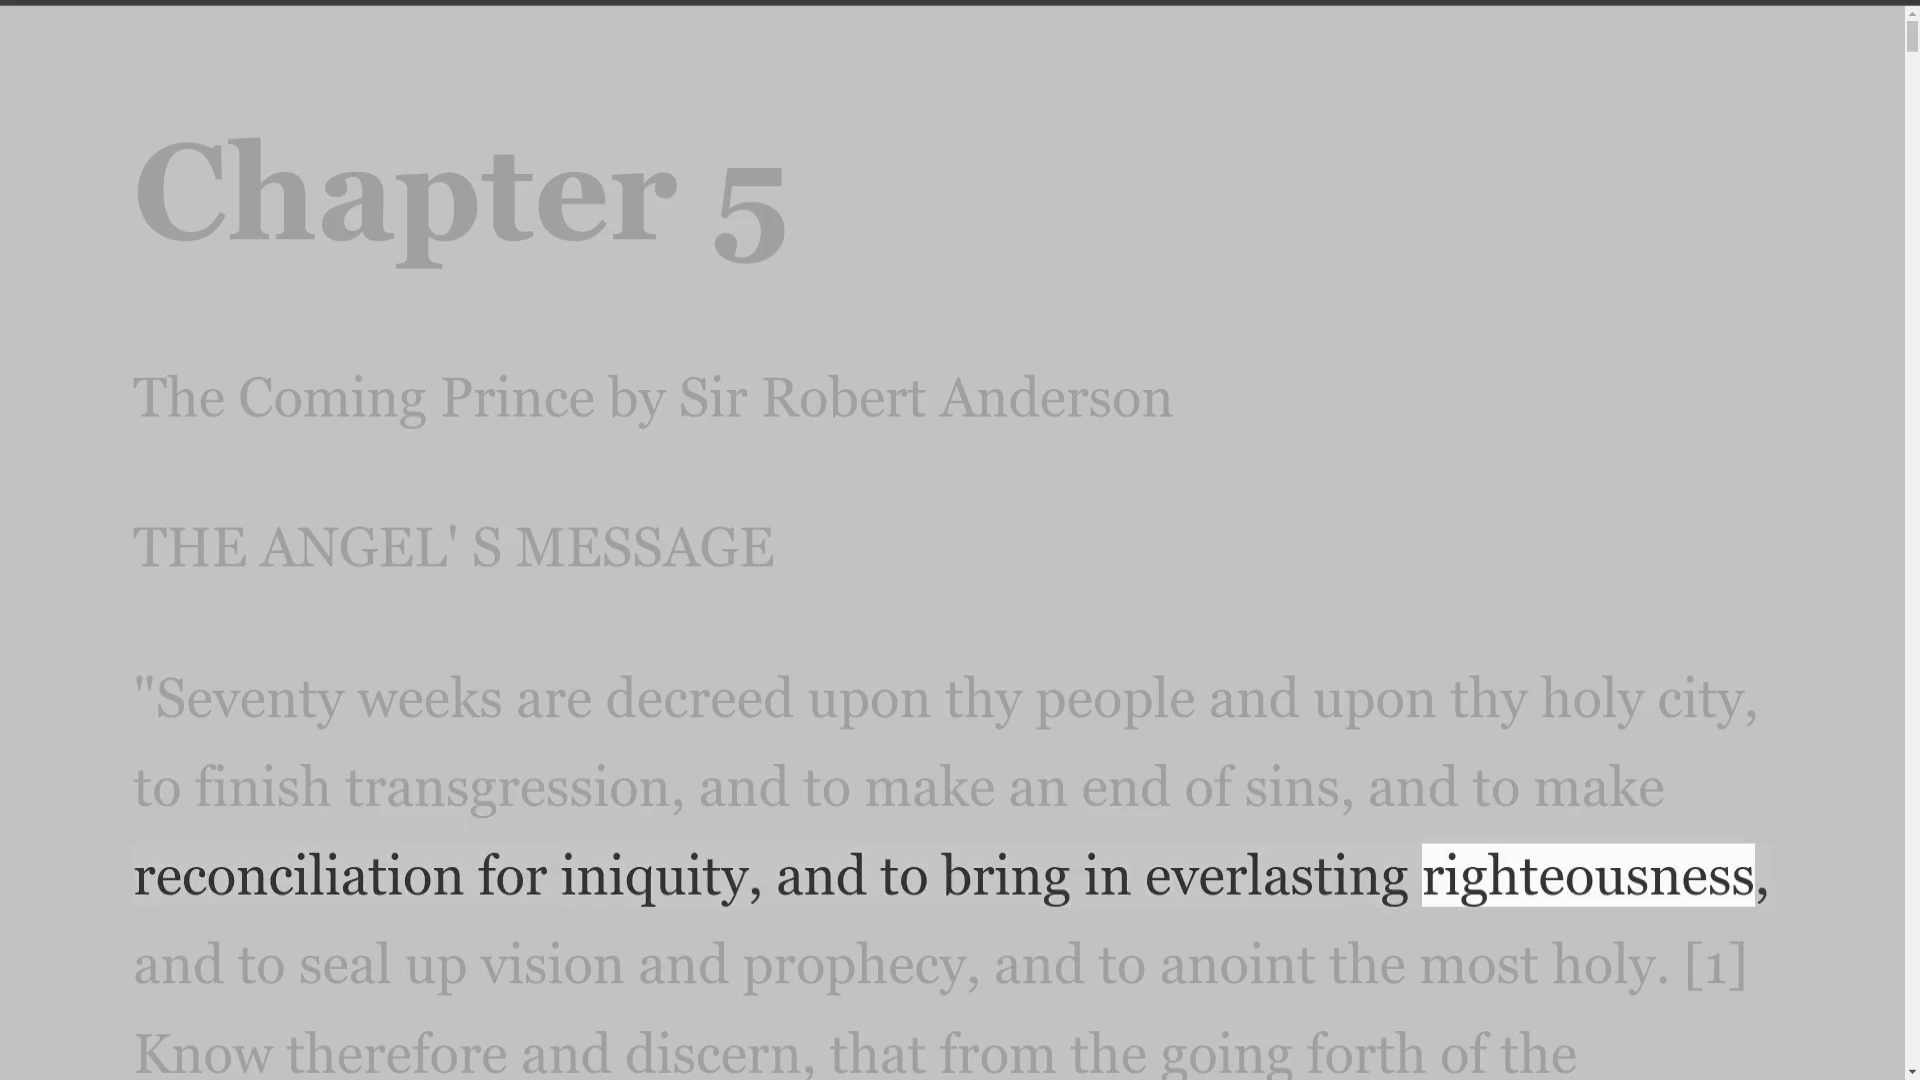 Chapter 5
The Coming Prince by Sir Robert Anderson
THE ANGEL' S MESSAGE
"Seventy weeks are decreed upon thy people and upon thy holy city,
to finish transgression, and to make an end of sins, and to make
reconciliation for iniquity, and to bring in everlasting righteousness,
and to seal up vision and prophecy, and to anoint the most holy. [1]
Know therefore and discern, that from the going forth of the